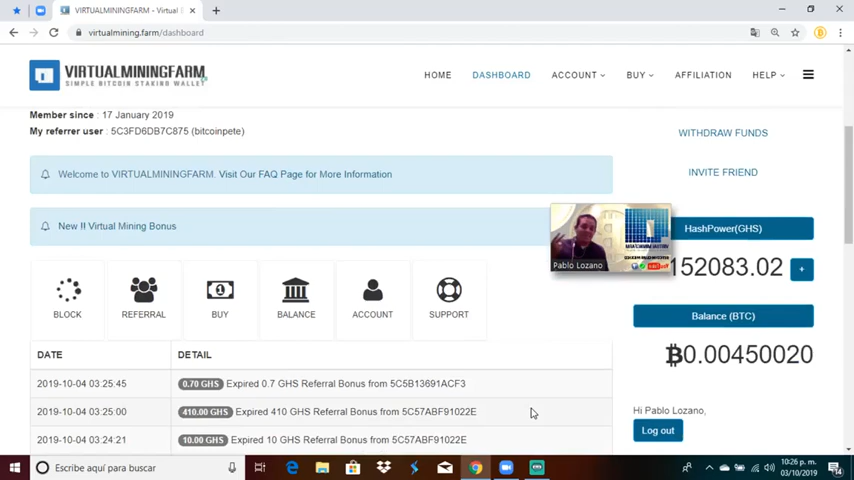 VIRTUALMININGFARM - Virtual
virtualmining.farm/dashboard
VIRTUALMININGFARM
SIMPLE BITCOIN STAKING WALLET
HOME
DASHBOARD
ACCOUNT
BUY
AFFILIATION
HELP
Member since : 17 January 2019
My referrer user : 5C3FD6DB7C875 (bitcoinpete)
WITHDRAW FUNDS
INVITE FRIEND
Welcome to VIRTUALMININGFARM. Visit Our FAQ Page for More Information
New !! Virtual Mining Bonus
Pablo Lozano
HashPower(GHS)
152083.02
+
Balance (BTC)
₿0.00450020
BLOCK
REFERRAL
BUY
BALANCE
ACCOUNT
SUPPORT
DATE DETAIL
2019-10-04 03:25:45 0.70 GHS Expired 0.7 GHS Referral Bonus from 5C5B13691ACF3
2019-10-04 03:25:00 410.00 GHS Expired 410 GHS Referral Bonus from 5C57ABF91022E
2019-10-04 03:24:21 10.00 GHS Expired 10 GHS Referral Bonus from 5C57ABF91022E
Hi Pablo Lozano,
Log out
Escribe aquí para buscar
10:26 p. m.
03/10/2019
14